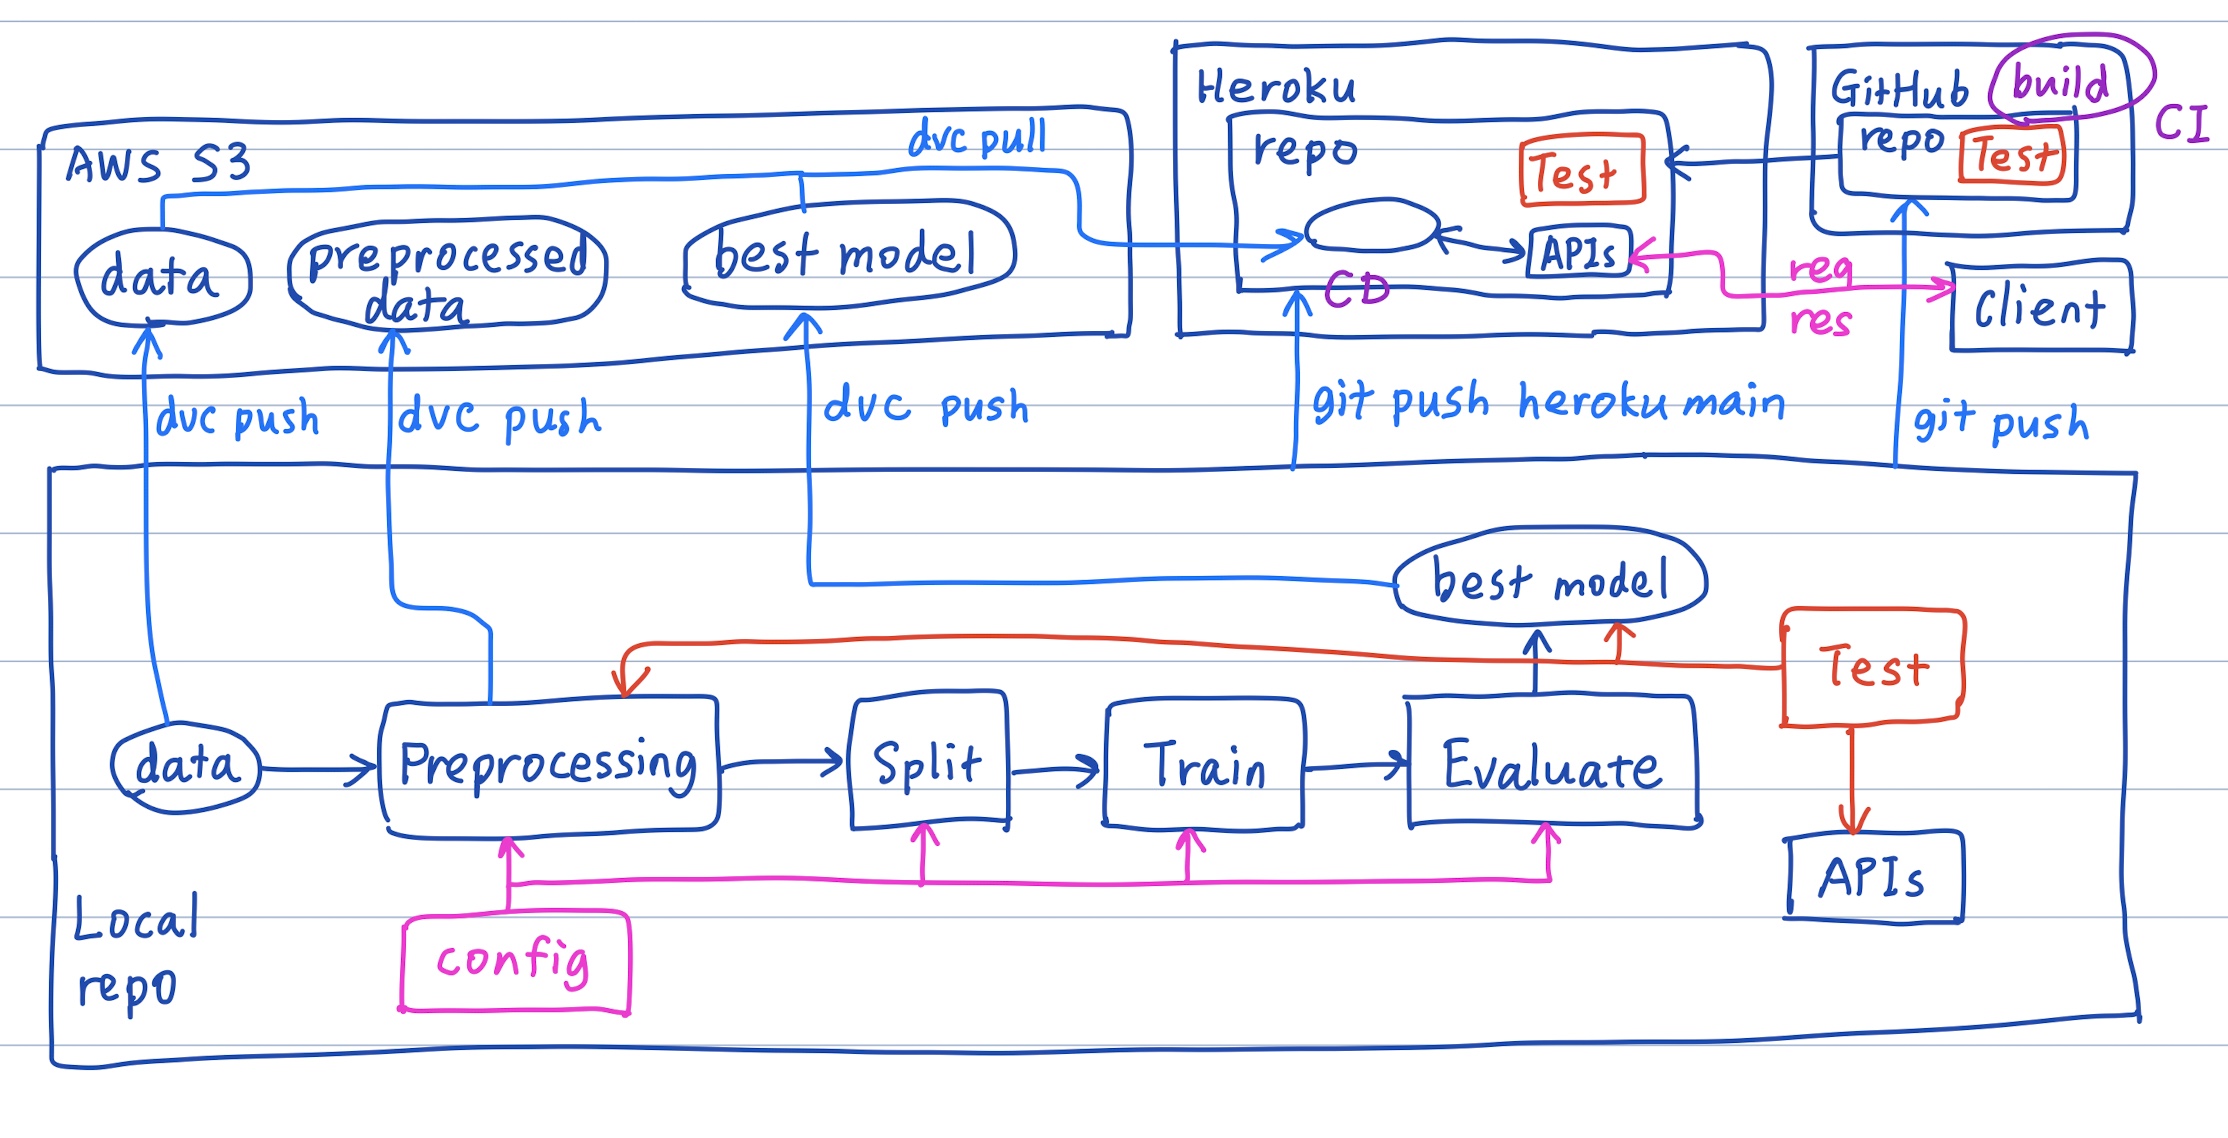 Heroku
GitHub
build
CI
AWS S3
dvc pull
repo
Test
repo
Test
data
preprocessed
data
best model
APIs
CD
req
res
Client
dvc push
dvc push
dvc push
git push heroku main
git push
best model
Test
data
Preprocessing
Split
Train
Evaluate
APIs
Local
repo
config